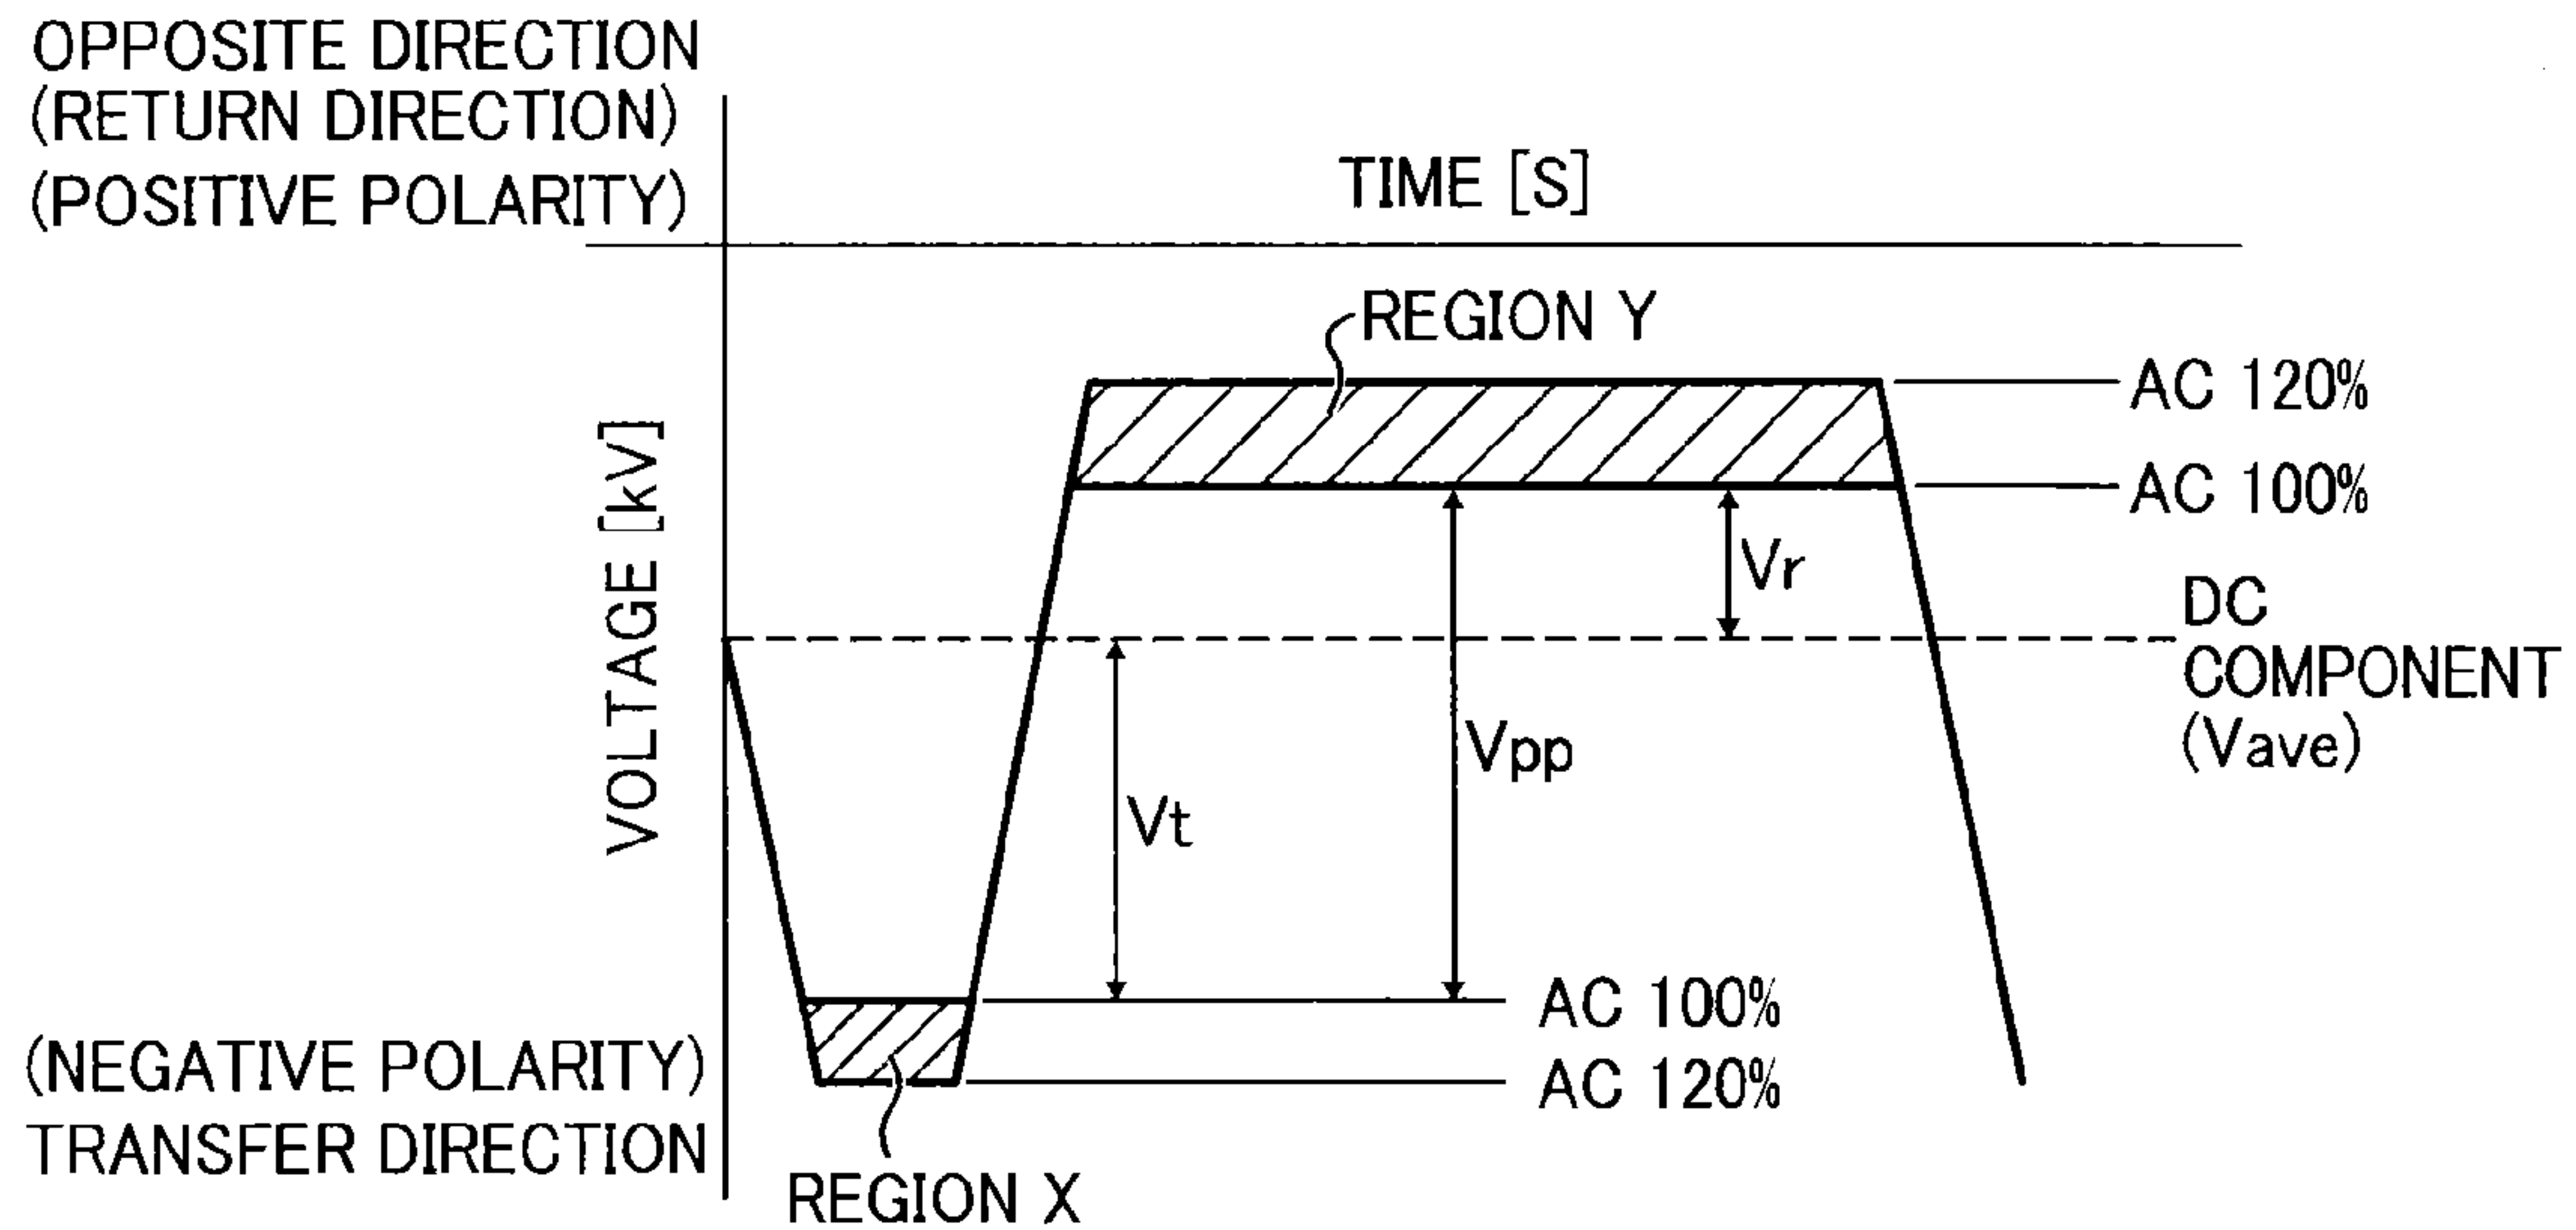 OPPOSITE DIRECTION
(RETURN DIRECTION)
(POSITIVE POLARITY)
TIME [S]
REGION Y
AC 120%
AC 100%
VOLTAGE [kV]
Vr
DC
COMPONENT
(Vave)
Vpp
Vt
AC 100%
AC 120%
(NEGATIVE POLARITY)
TRANSFER DIRECTION
REGION X